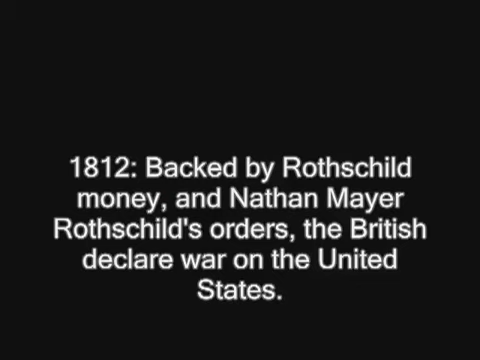 1812: Backed by Rothschild
money, and Nathan Mayer
Rothschild's orders, the British
declare war on the United
States.